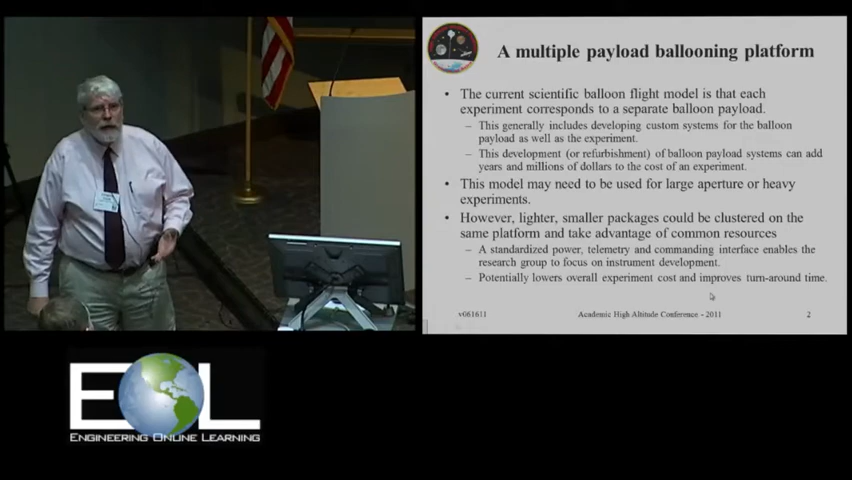 A multiple payload ballooning platform
• The current scientific balloon flight model is that each
experiment corresponds to a separate balloon payload.
– This generally includes developing custom systems for the balloon
payload as well as the experiment.
– This development (or refurbishment) of balloon payload systems can add
years and millions of dollars to the cost of an experiment.
• This model may need to be used for large aperture or heavy
experiments.
• However, lighter, smaller packages could be clustered on the
same platform and take advantage of common resources
– A standardized power, telemetry and commanding interface enables the
research group to focus on instrument development.
– Potentially lowers overall experiment cost and improves turn-around time.
v061611
Academic High Altitude Conference - 2011
2
EOL
ENGINEERING ONLINE LEARNING